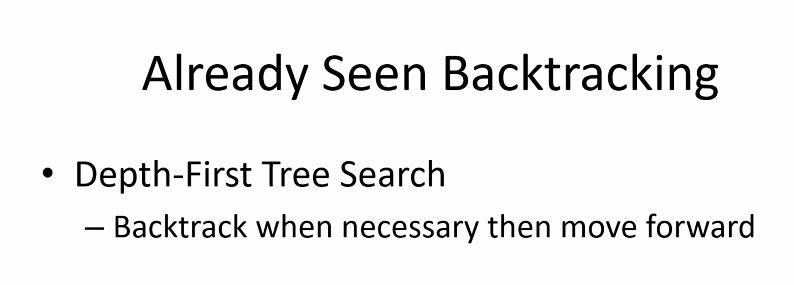 Already Seen Backtracking
• Depth-First Tree Search
– Backtrack when necessary then move forward